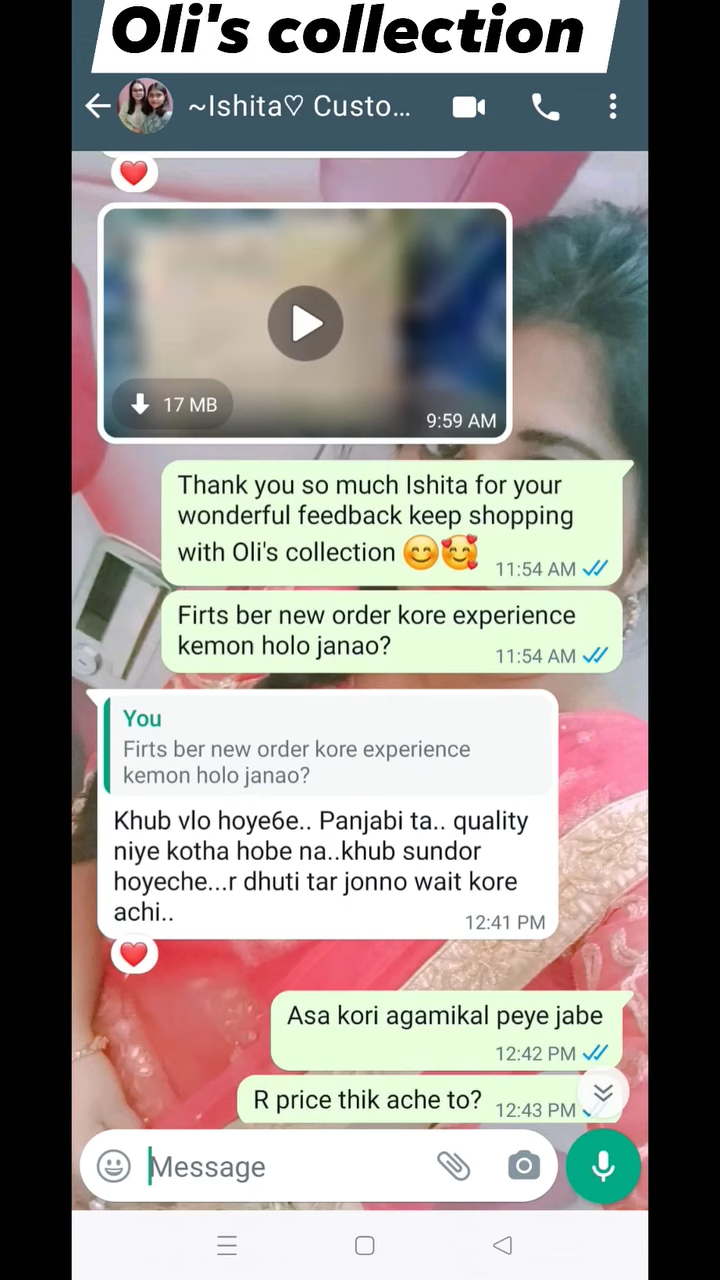 Oli's collection
~Ishita♡ Custo...
❤️
17 MB
9:59 AM
Thank you so much Ishita for your
wonderful feedback keep shopping
with Oli's collection 😊🥰
11:54 AM
Firts ber new order kore experience
kemon holo janao?
11:54 AM
You
Firts ber new order kore experience
kemon holo janao?
Khub vlo hoye6e.. Panjabi ta.. quality
niye kotha hobe na..khub sundor
hoyeche...r dhuti tar jonno wait kore
achi..
12:41 PM
❤️
Asa kori agamikal peye jabe
12:42 PM
R price thik ache to?
12:43 PM
Message